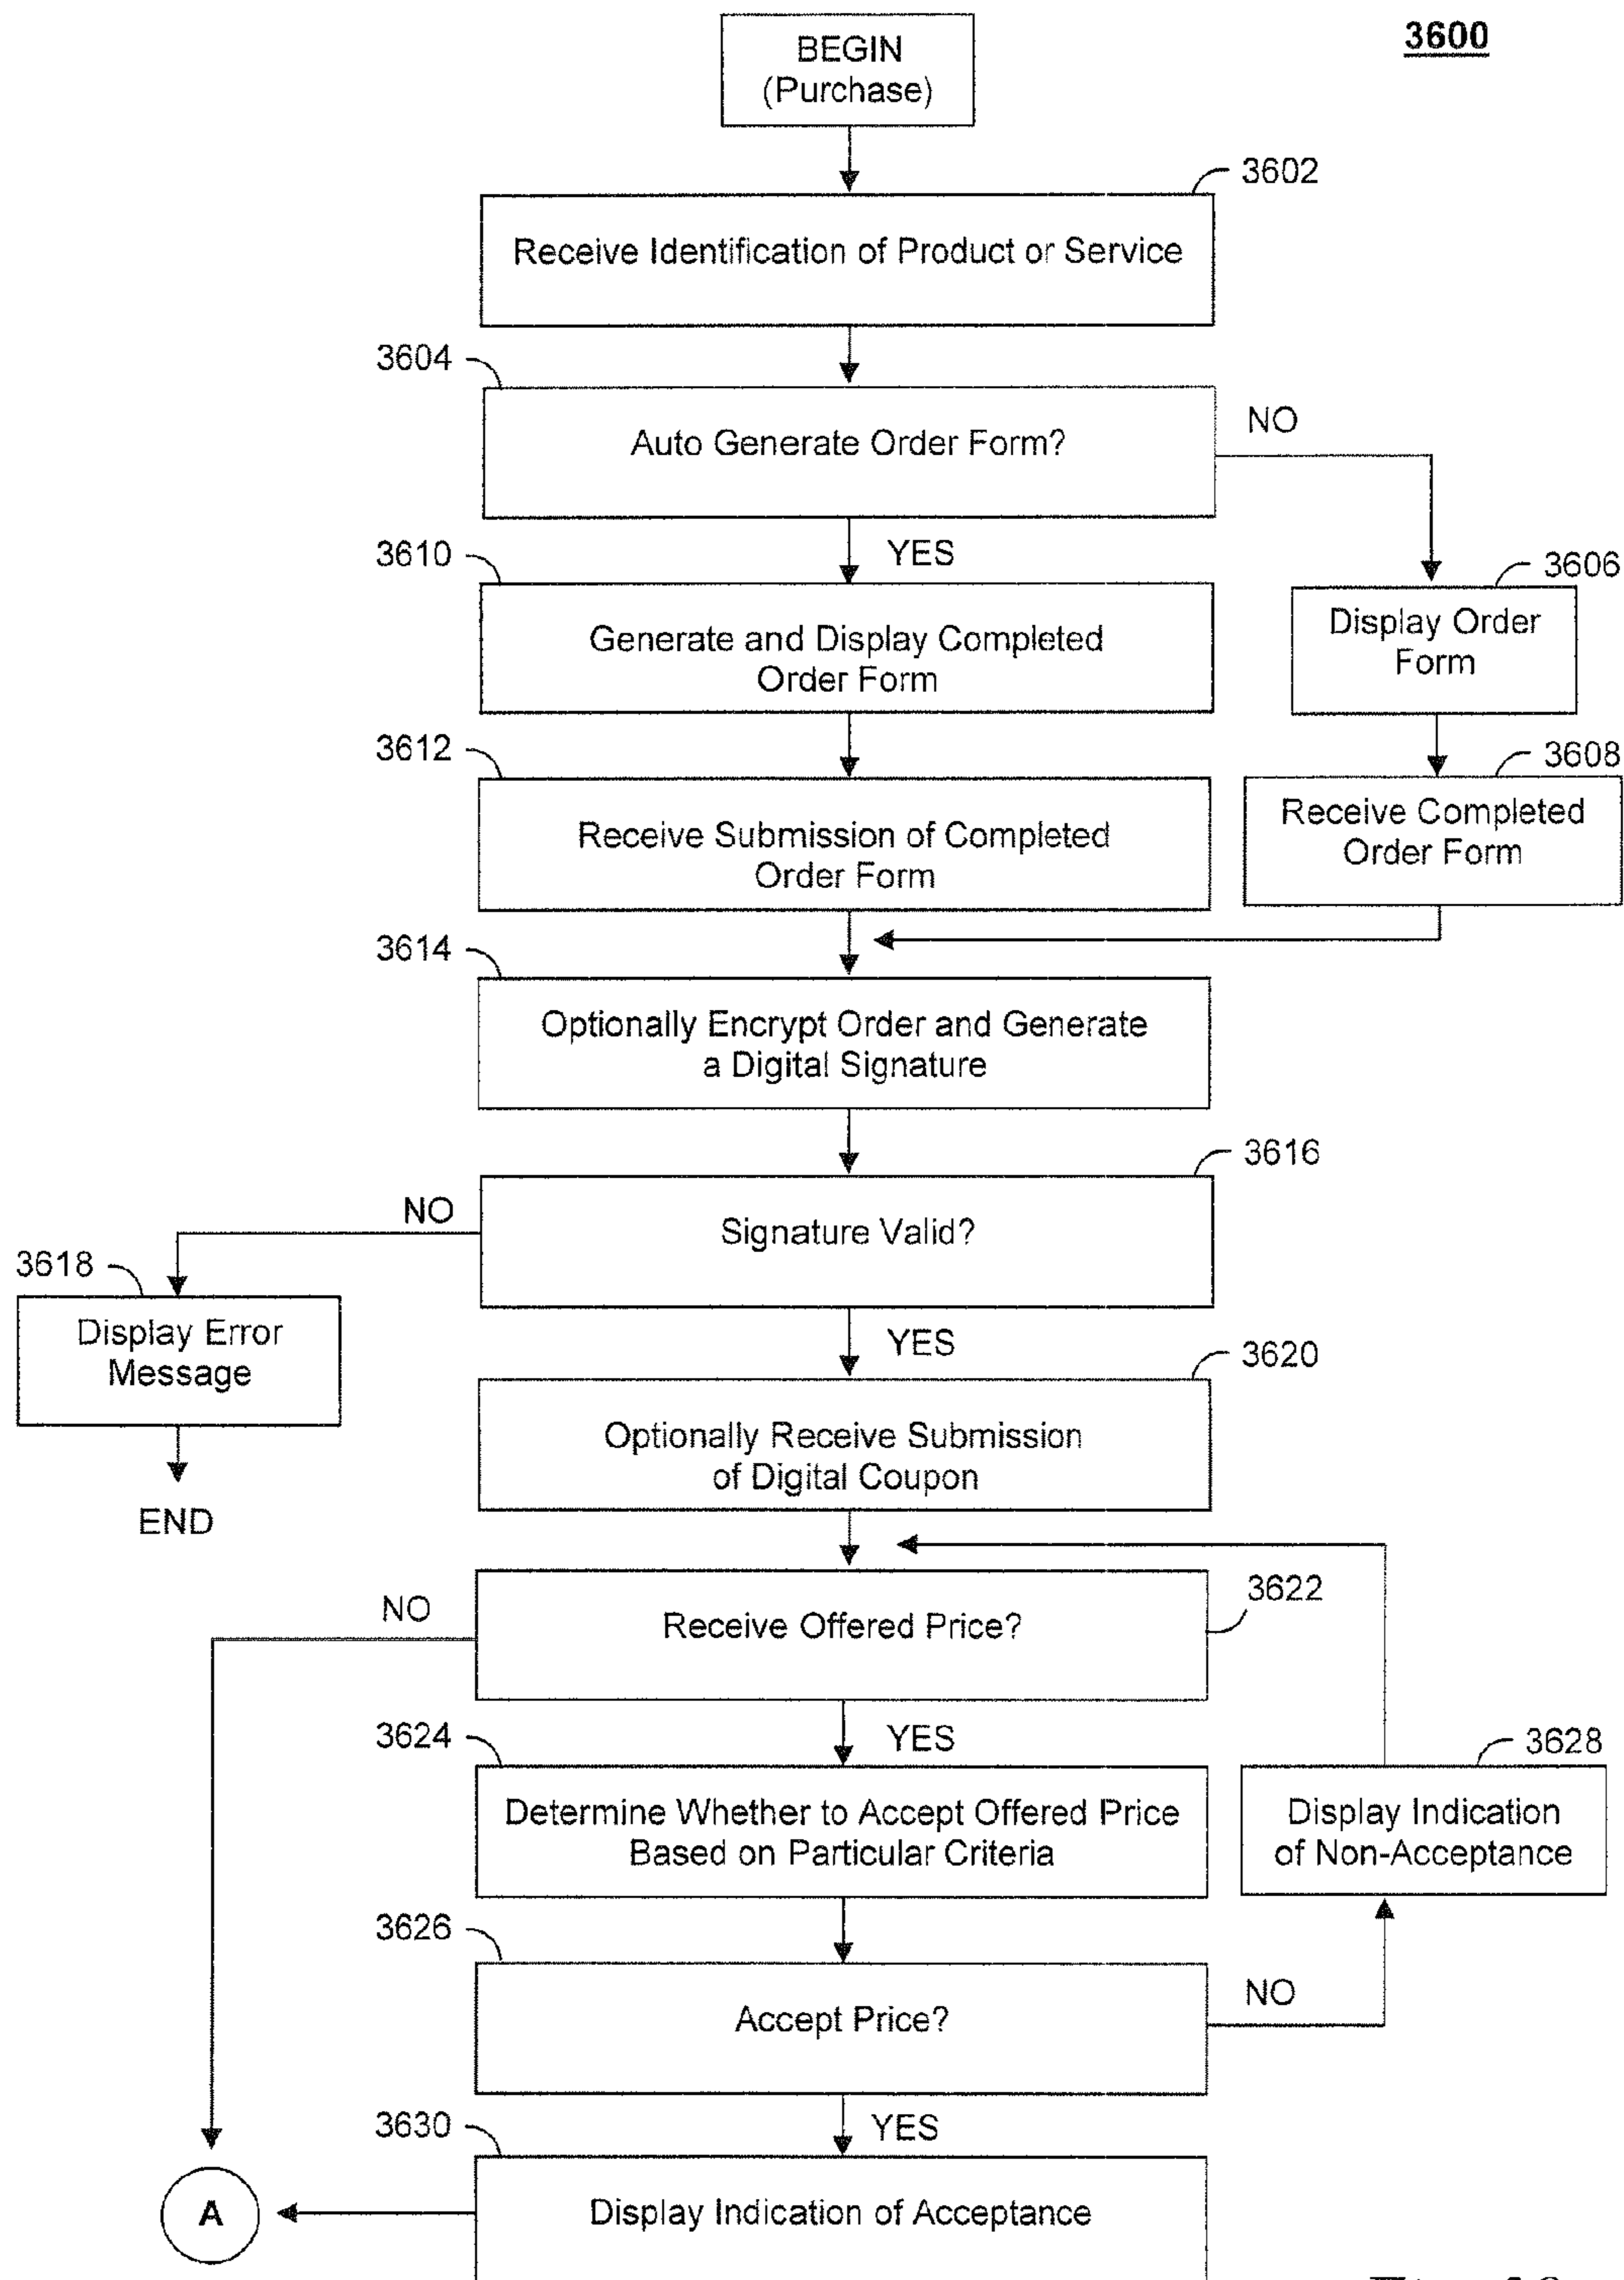 3600
BEGIN
(Purchase)
3602
Receive Identification of Product or Service
3604
Auto Generate Order Form?
NO
YES
3610
Generate and Display Completed
Order Form
3606
Display Order
Form
3612
Receive Submission of Completed
Order Form
3608
Receive Completed
Order Form
3614
Optionally Encrypt Order and Generate
a Digital Signature
3616
Signature Valid?
NO
3618
Display Error
Message
END
YES
3620
Optionally Receive Submission
of Digital Coupon
3622
Receive Offered Price?
NO
YES
3624
Determine Whether to Accept Offered Price
Based on Particular Criteria
3628
Display Indication
of Non-Acceptance
3626
Accept Price?
NO
YES
3630
Display Indication of Acceptance
A